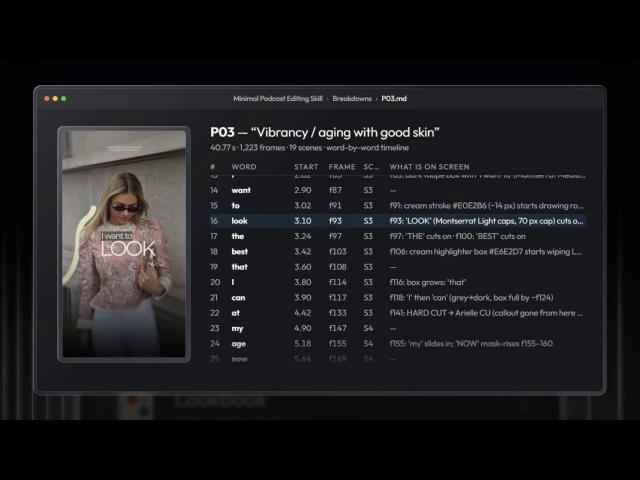 Minimal Podcast Editing Skill › Breakdowns › P03.md
P03 — “Vibrancy / aging with good skin”
40.77 s · 1,223 frames · 19 scenes · word-by-word timeline
# WORD START FRAME SC… WHAT IS ON SCREEN
14 want 2.90 f87 S3 —
15 to 3.02 f91 S3 f91: cream stroke #E0E2B6 (~14 px) starts drawing ro…
16 look 3.10 f93 S3 f93: 'LOOK' (Montserrat Light caps, 70 px cap) cuts o…
17 the 3.24 f97 S3 f97: 'THE' cuts on · f100: 'BEST' cuts on
18 best 3.42 f103 S3 f106: cream highlighter box #E6E2D7 starts wiping L…
19 that 3.60 f108 S3 —
20 I 3.80 f114 S3 f116: box grows: 'that'
21 can 3.90 f117 S3 f118: 'I' then 'can' (grey→dark, box full by ~f124)
22 at 4.42 f133 S3 f141: HARD CUT → Arielle CU (callout gone from here …
23 my 4.90 f147 S4 —
24 age 5.18 f155 S4 f155: 'my' slides in; 'NOW' mask-rises f155–160
25 now 5.64 f169 S4 —
I want to
LOOK
Lookbook